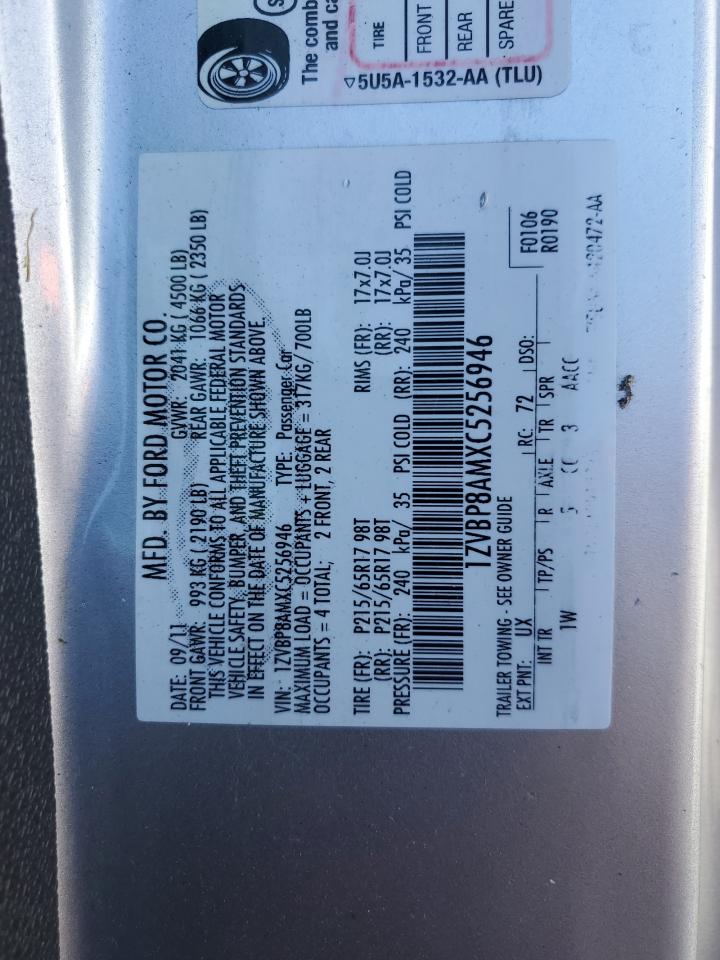 The comb
and ca
TIRE
FRONT
REAR
SPARE
5U5A-1532-AA (TLU)
MFD. BY FORD MOTOR CO.
DATE: 09/11 GVWR: 2041 KG (4500 LB)
FRONT GAWR: 993 KG (2190 LB) REAR GAWR: 1066 KG (2350 LB)
THIS VEHICLE CONFORMS TO ALL APPLICABLE FEDERAL MOTOR
VEHICLE SAFETY, BUMPER, AND THEFT PREVENTION STANDARDS
IN EFFECT ON THE DATE OF MANUFACTURE SHOWN ABOVE.
VIN: 1ZVBP8AMXC5256946 TYPE: Passenger Car
MAXIMUM LOAD = OCCUPANTS + LUGGAGE = 317KG/ 700LB
OCCUPANTS = 4 TOTAL; 2 FRONT, 2 REAR
TIRE (FR): P215/65R17 98T RIMS (FR): 17x7.0J
(RR): P215/65R17 98T (RR): 17x7.0J
PRESSURE (FR): 240 kPa/ 35 PSI COLD (RR): 240 kPa/ 35 PSI COLD
1ZVBP8AMXC5256946
TRAILER TOWING - SEE OWNER GUIDE
F0106
R0190
EXT PNT: UX RC: 72 DSO:
INT TR TP/PS R AXLE TR SPR
1W 5 CC 3 AACC